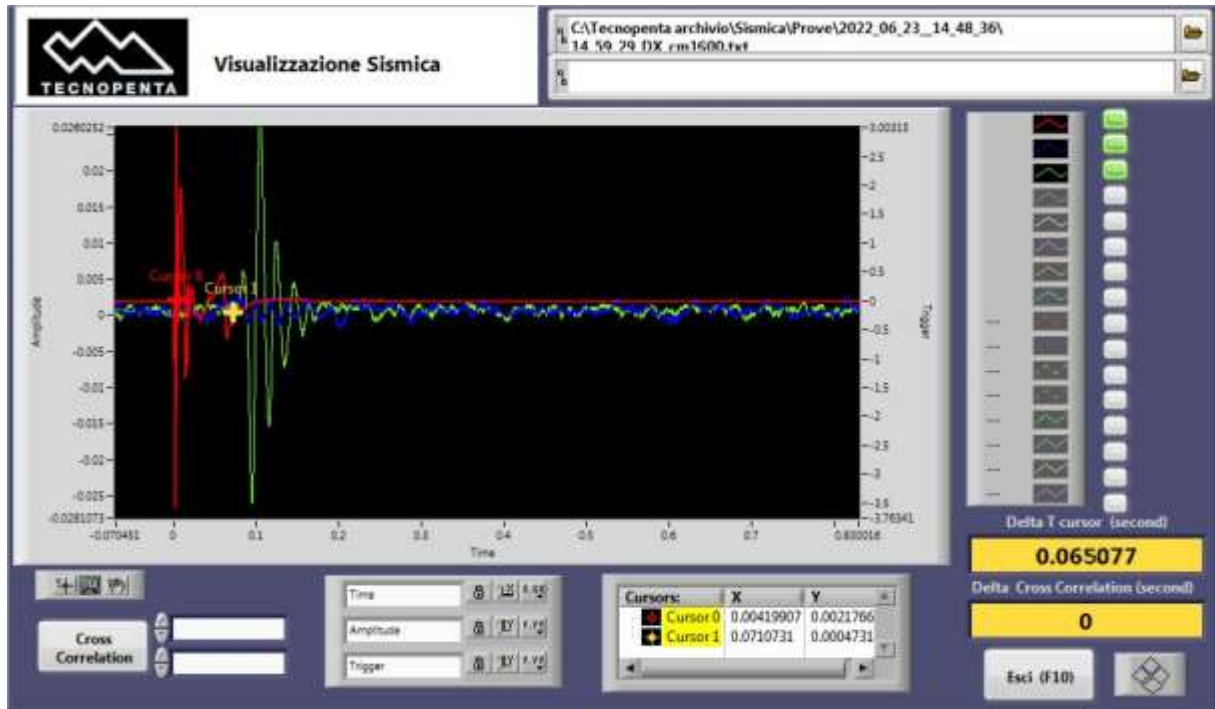 TECNOPENTA
Visualizzazione Sismica
C:\Tecnopenta archivio\Sismica\Prove\2022_06_23__14_48_36\
14_59_29_DX_cm1600.txt
0.0260252
0.02
0.015
0.01
0.005
0
-0.005
-0.01
-0.015
-0.02
-0.025
-0.0281073
Amplitude
Cursor 0
Cursor 1
3.00313
-2.5
-2
-1.5
-1
-0.5
-0
-0.5
-1
-1.5
-2
-2.5
-3
-3.5
-3.76341
Trigger
-0.070451 0 0.1 0.2 0.3 0.4 0.5 0.6 0.7 0.830016
Time
Delta T cursor (second)
0.065077
Delta Cross Correlation (second)
0
Cross
Correlation
Time
Amplitude
Trigger
Cursors: X Y
Cursor 0 0.00419907 0.0021766
Cursor 1 0.0710731 0.0004731
Esci (F10)